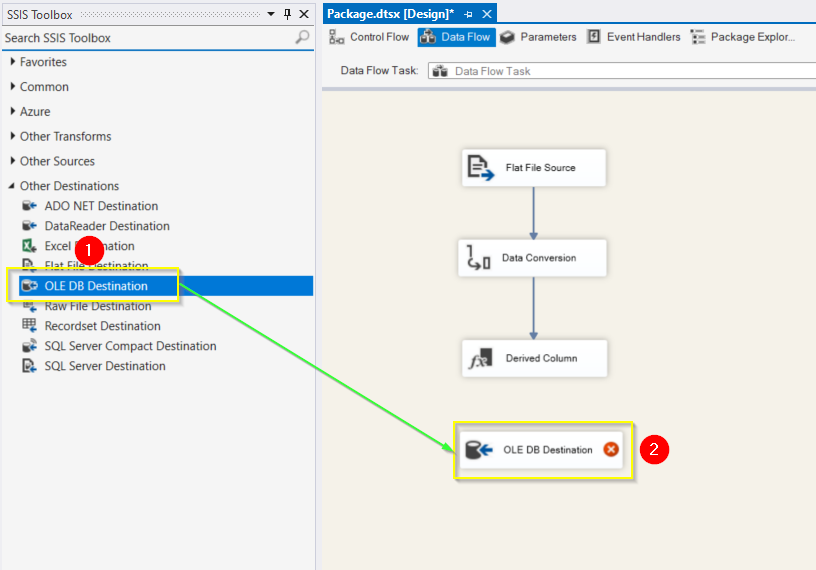 SSIS Toolbox
Search SSIS Toolbox
Favorites
Common
Azure
Other Transforms
Other Sources
Other Destinations
ADO NET Destination
DataReader Destination
Excel Destination
1
Flat File Destination
OLE DB Destination
Raw File Destination
Recordset Destination
SQL Server Compact Destination
SQL Server Destination
Package.dtsx [Design]*
Control Flow Data Flow Parameters Event Handlers Package Explor...
Data Flow Task: Data Flow Task
Flat File Source
Data Conversion
Derived Column
OLE DB Destination
2